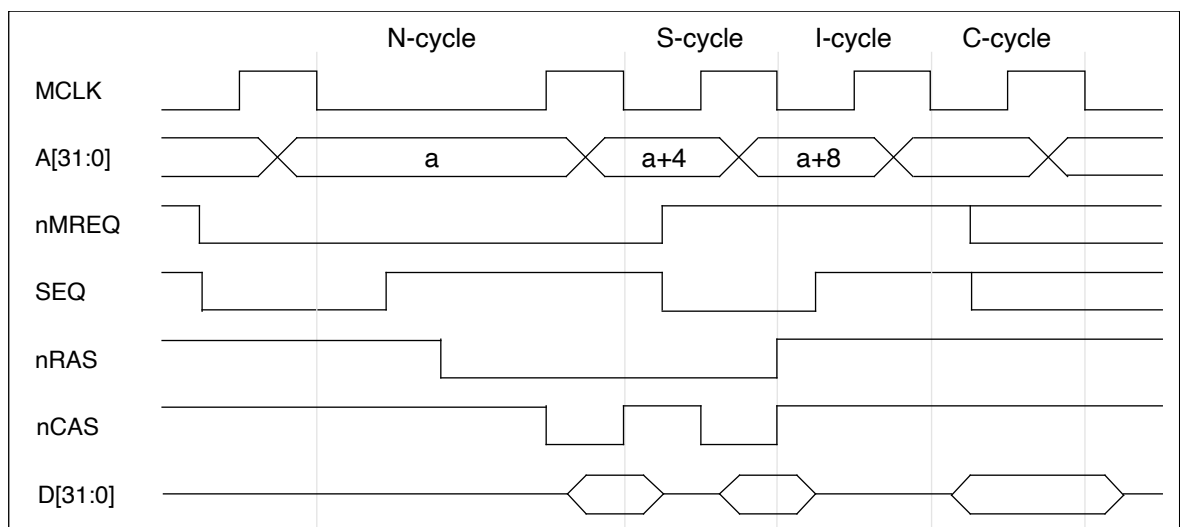 N-cycle S-cycle I-cycle C-cycle
MCLK
A[31:0] a a+4 a+8
nMREQ
SEQ
nRAS
nCAS
D[31:0]